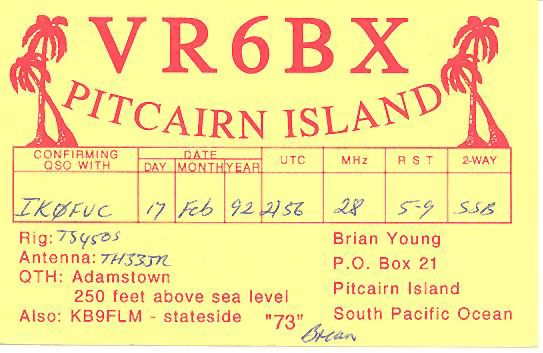 VR6BX
PITCAIRN ISLAND
CONFIRMING QSO WITH DATE DAY MONTH YEAR UTC MHz R S T 2-WAY
IKØFUC 17 Feb 92 2156 28 5-9 SSB
Rig: TS450S
Antenna: TH33JR
QTH: Adamstown
250 feet above sea level
Also: KB9FLM - stateside "73"
Brian Young
P.O. Box 21
Pitcairn Island
South Pacific Ocean
Brian